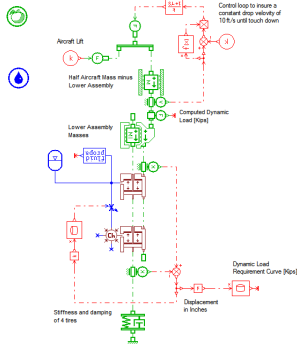 Control loop to insure a
constant drop velocity of
10 ft/s until touch down
Aircraft Lift
k
F
f(x)
k
Half Aircraft Mass minus
Lower Assembly
Computed Dynamic
Load [Kips]
Lower Assembly
Masses
Ch
Dynamic Load
Requirement Curve [Kips]
F
Displacement
in Inches
Stiffness and damping
of 4 tires